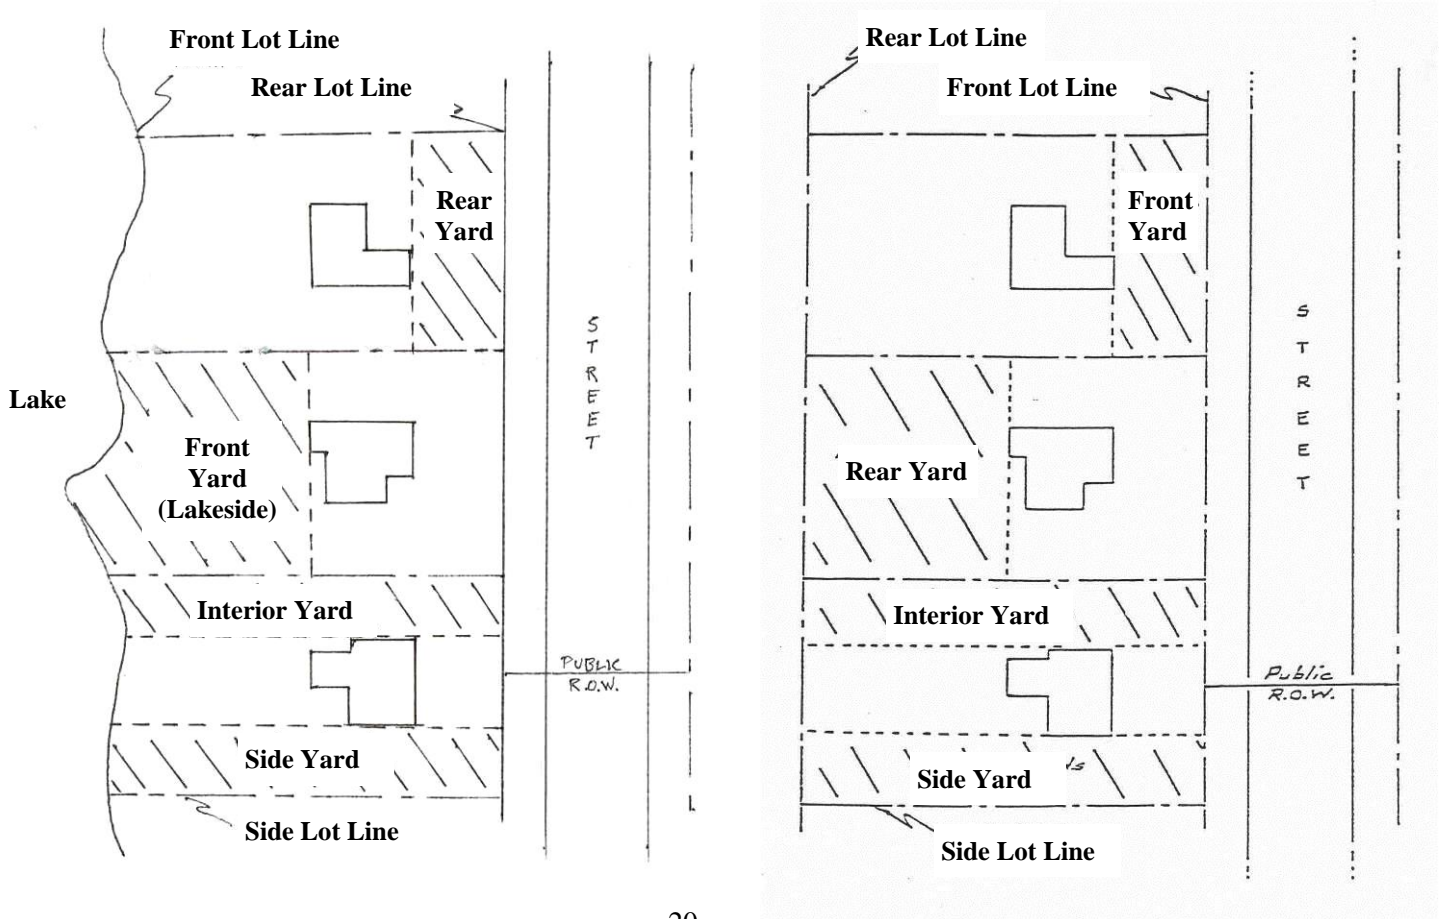 Front Lot Line
Rear Lot Line
Rear
Yard
Lake
Front
Yard
(Lakeside)
Interior Yard
Side Yard
Side Lot Line
STREET
PUBLIC
R.O.W.
Rear Lot Line
Front Lot Line
Front
Yard
Rear Yard
Interior Yard
Side Yard
Side Lot Line
STREET
Public
R.O.W.
20